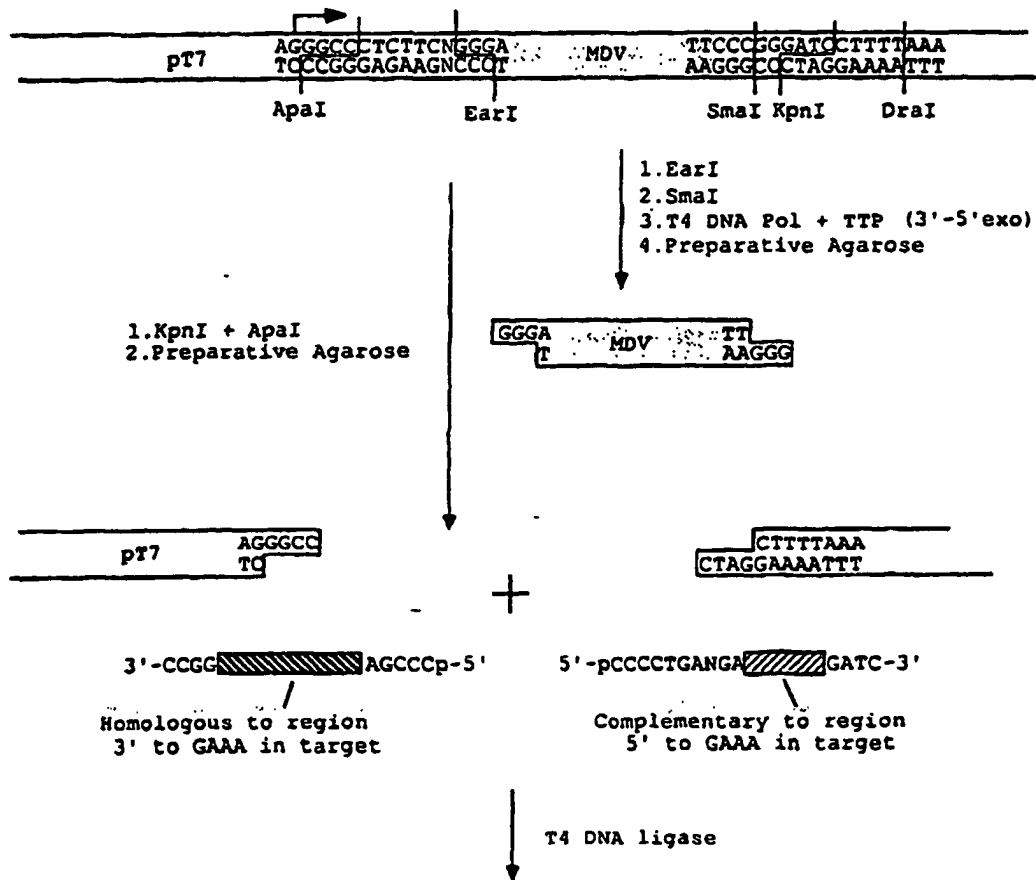 AGGGCCCTCTTCNGGGA MDV TTCCCGGGATCCTTTTAAA
pT7
TCCCGGGAGAAGNCCCT AAGGGCCCTAGGAAAATTT
ApaI EarI SmaI KpnI DraI
1.EarI
2.SmaI
3.T4 DNA Pol + TTP (3'-5'exo)
4.Preparative Agarose
1.KpnI + ApaI
2.Preparative Agarose
GGGA MDV TT
T AAGGG
pT7 AGGGCC CTTTTAAA
TC CTAGGAAAATTT
+
3'-CCGG AGCCCp-5' 5'-pCCCCTGANGA GATC-3'
Homologous to region
3' to GAAA in target
Complementary to region
5' to GAAA in target
T4 DNA ligase